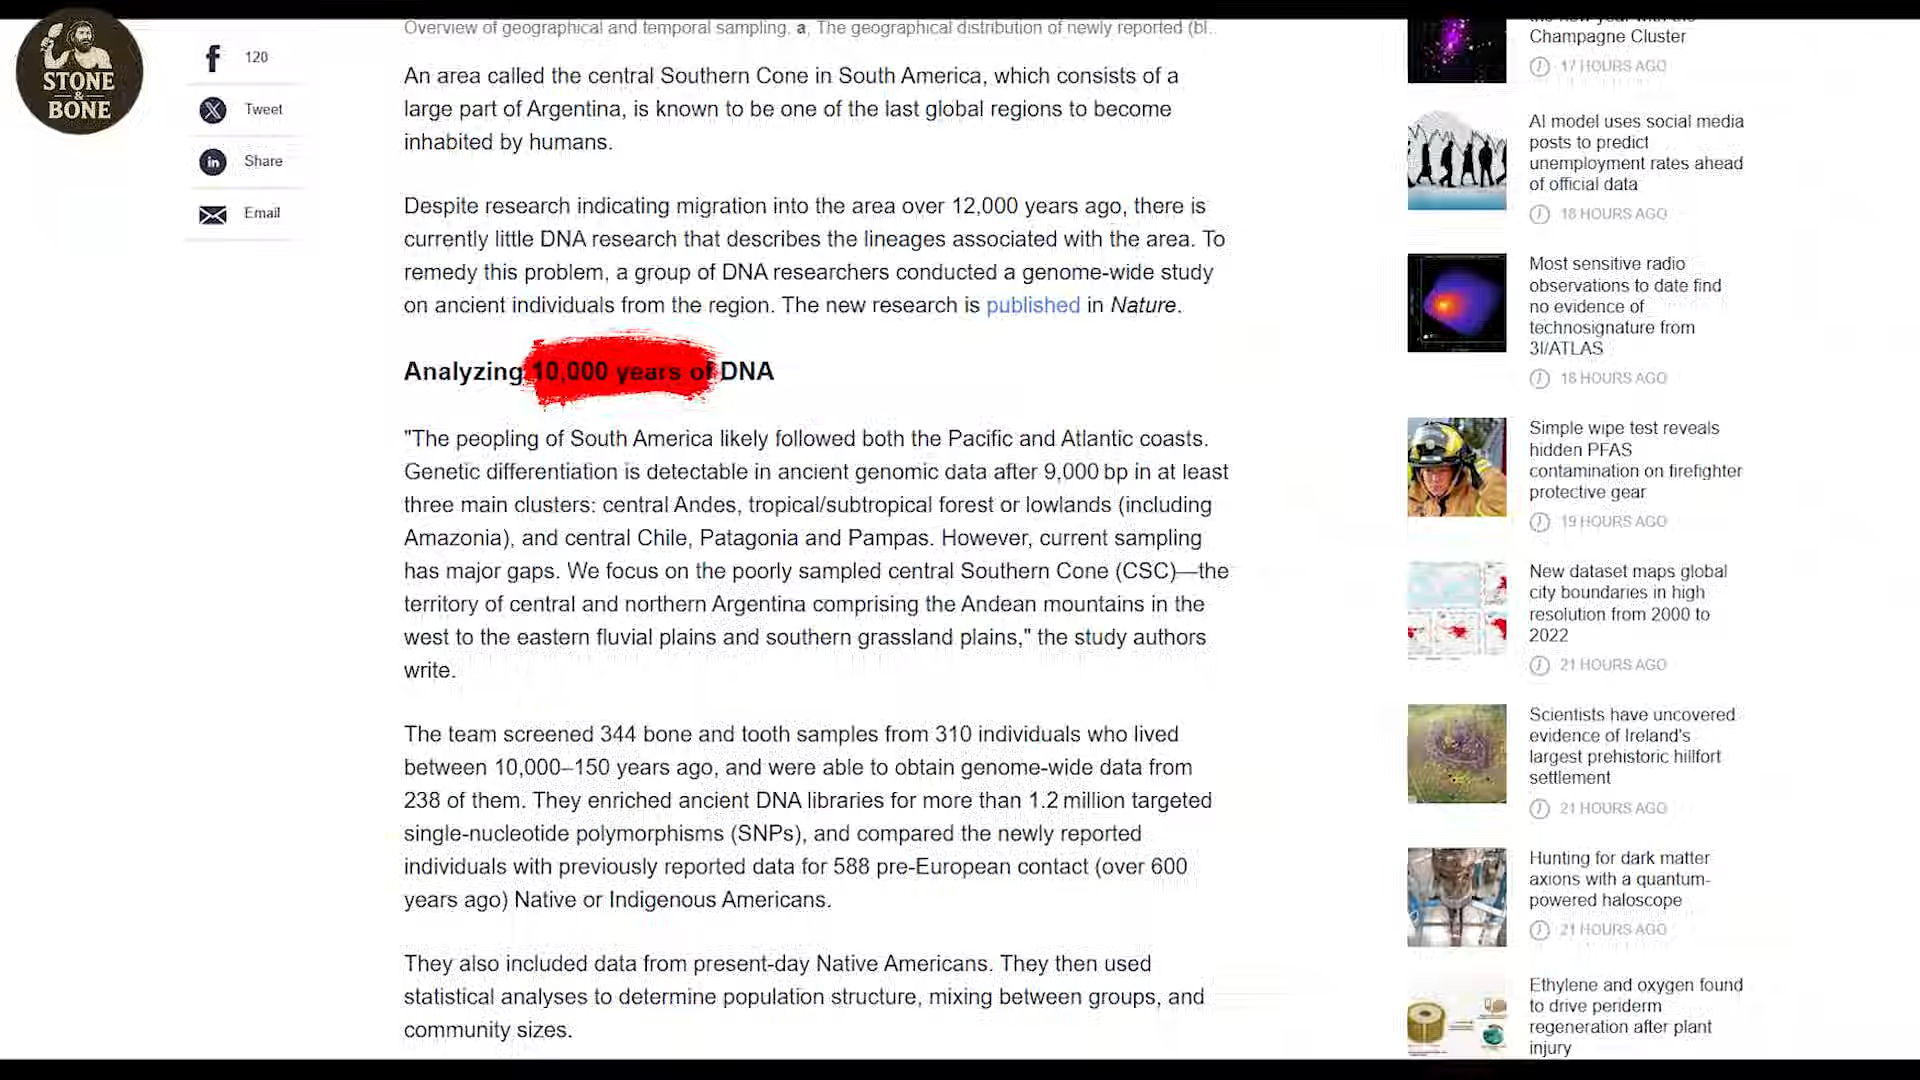 STONE
&
BONE
120
Tweet
Share
Email
Overview of geographical and temporal sampling. a, The geographical distribution of newly reported (bl...
An area called the central Southern Cone in South America, which consists of a
large part of Argentina, is known to be one of the last global regions to become
inhabited by humans.
Despite research indicating migration into the area over 12,000 years ago, there is
currently little DNA research that describes the lineages associated with the area. To
remedy this problem, a group of DNA researchers conducted a genome-wide study
on ancient individuals from the region. The new research is published in Nature.
Analyzing 10,000 years of DNA
"The peopling of South America likely followed both the Pacific and Atlantic coasts.
Genetic differentiation is detectable in ancient genomic data after 9,000 bp in at least
three main clusters: central Andes, tropical/subtropical forest or lowlands (including
Amazonia), and central Chile, Patagonia and Pampas. However, current sampling
has major gaps. We focus on the poorly sampled central Southern Cone (CSC)—the
territory of central and northern Argentina comprising the Andean mountains in the
west to the eastern fluvial plains and southern grassland plains," the study authors
write.
The team screened 344 bone and tooth samples from 310 individuals who lived
between 10,000–150 years ago, and were able to obtain genome-wide data from
238 of them. They enriched ancient DNA libraries for more than 1.2 million targeted
single-nucleotide polymorphisms (SNPs), and compared the newly reported
individuals with previously reported data for 588 pre-European contact (over 600
years ago) Native or Indigenous Americans.
They also included data from present-day Native Americans. They then used
statistical analyses to determine population structure, mixing between groups, and
community sizes.
the new year with the
Champagne Cluster
17 HOURS AGO
AI model uses social media
posts to predict
unemployment rates ahead
of official data
18 HOURS AGO
Most sensitive radio
observations to date find
no evidence of
technosignature from
3I/ATLAS
18 HOURS AGO
Simple wipe test reveals
hidden PFAS
contamination on firefighter
protective gear
19 HOURS AGO
New dataset maps global
city boundaries in high
resolution from 2000 to
2022
21 HOURS AGO
Scientists have uncovered
evidence of Ireland's
largest prehistoric hillfort
settlement
21 HOURS AGO
Hunting for dark matter
axions with a quantum-
powered haloscope
21 HOURS AGO
Ethylene and oxygen found
to drive periderm
regeneration after plant
injury